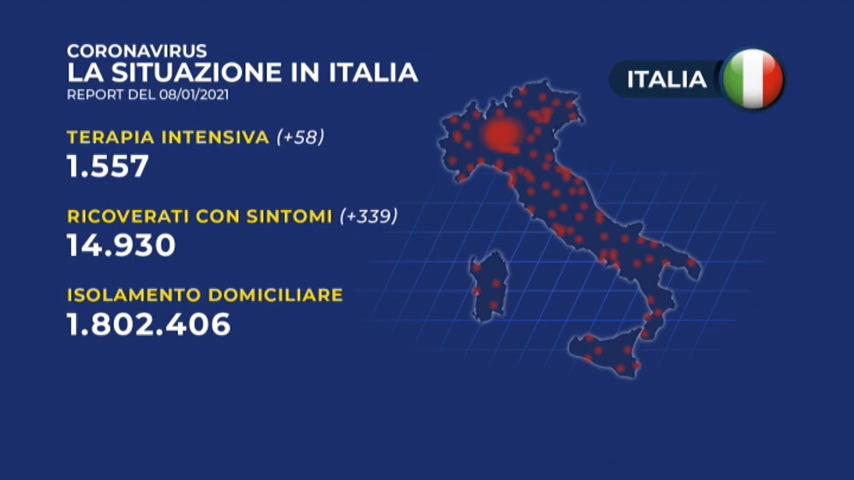 CORONAVIRUS
LA SITUAZIONE IN ITALIA
REPORT DEL 08/01/2021
ITALIA
TERAPIA INTENSIVA (+58)
1.557
RICOVERATI CON SINTOMI (+339)
14.930
ISOLAMENTO DOMICILIARE
1.802.406